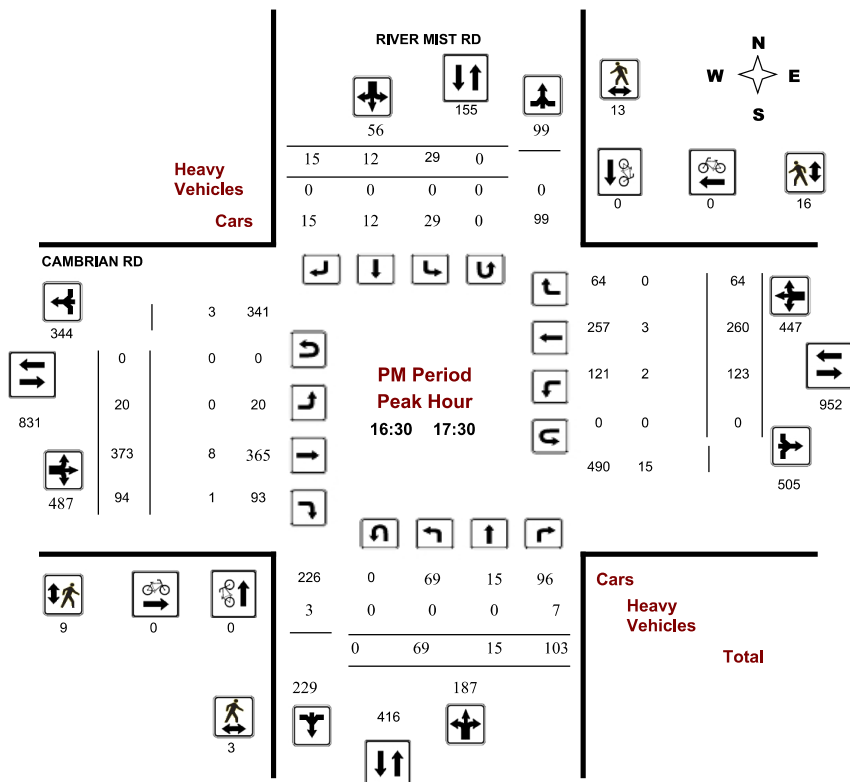 RIVER MIST RD
N
W E
S
155
13
56
99
15 12 29 0
Heavy
Vehicles
0 0 0 0 0
0 0 16
Cars
15 12 29 0 99
CAMBRIAN RD
64 0 64
3 341
344
257 3 260
447
0 0 0
PM Period
Peak Hour
16:30 17:30
121 2 123
831
20 0 20
952
0 0 0
373 8 365
490 15
487
94 1 93
505
226 0 69 15 96
Cars
3 0 0 0 7
Heavy
Vehicles
9 0 0
0 69 15 103
Total
229
187
416
3